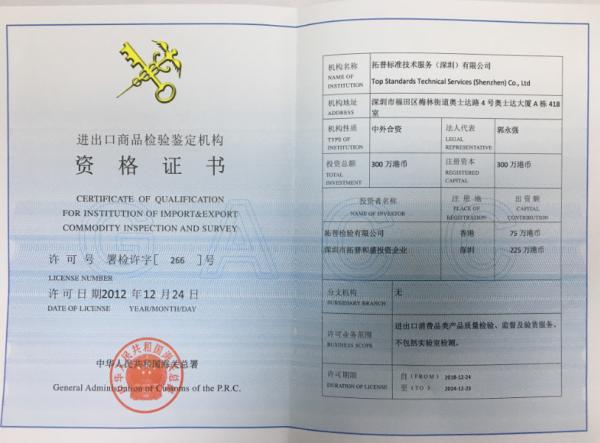 进出口商品检验鉴定机构
资格证书
CERTIFICATE OF QUALIFICATION
FOR INSTITUTION OF IMPORT&EXPORT
COMMODITY INSPECTION AND SURVEY
许可号 署检许字[ 266 ]号
LICENSE NUMBER
许可日期2012 年 12 月 24 日
DATE OF LICENSE YEAR/MONTH/DAY
中华人民共和国海关总署
General Administration of Customs of the P.R.C.
机构名称 拓普标准技术服务（深圳）有限公司
NAME OF INSTITUTION Top Standards Technical Services (Shenzhen) Co., Ltd
机构地址 深圳市福田区梅林街道奥士达路 4 号奥士达大厦 A 栋 418
ADDRESS 室
机构性质 中外合资 法人代表 郭永强
TYPE OF INSTITUTION LEGAL REPRESENTATIVE
投资总额 300 万港币 注册资本 300 万港币
TOTAL INVESTMENT REGISTERED CAPITAL
投资者名称 注册地 出资额
NAME OF INVESTOR PLACE OF REGISTRATION CAPITAL CONTRIBUTION
拓普检验有限公司 香港 75 万港币
深圳市拓普和盛投资企业 深圳 225 万港币
分支机构 无
SUBSIDIARY BRANCH
许可业务范围 进出口消费品类产品质量检验、监督及验货服务。
BUSINESS SCOPE 不包括实验室检测。
许可期限 自 (FROM) 2018-12-24
DURATION OF LICENSE 至 (TO) 2024-12-23